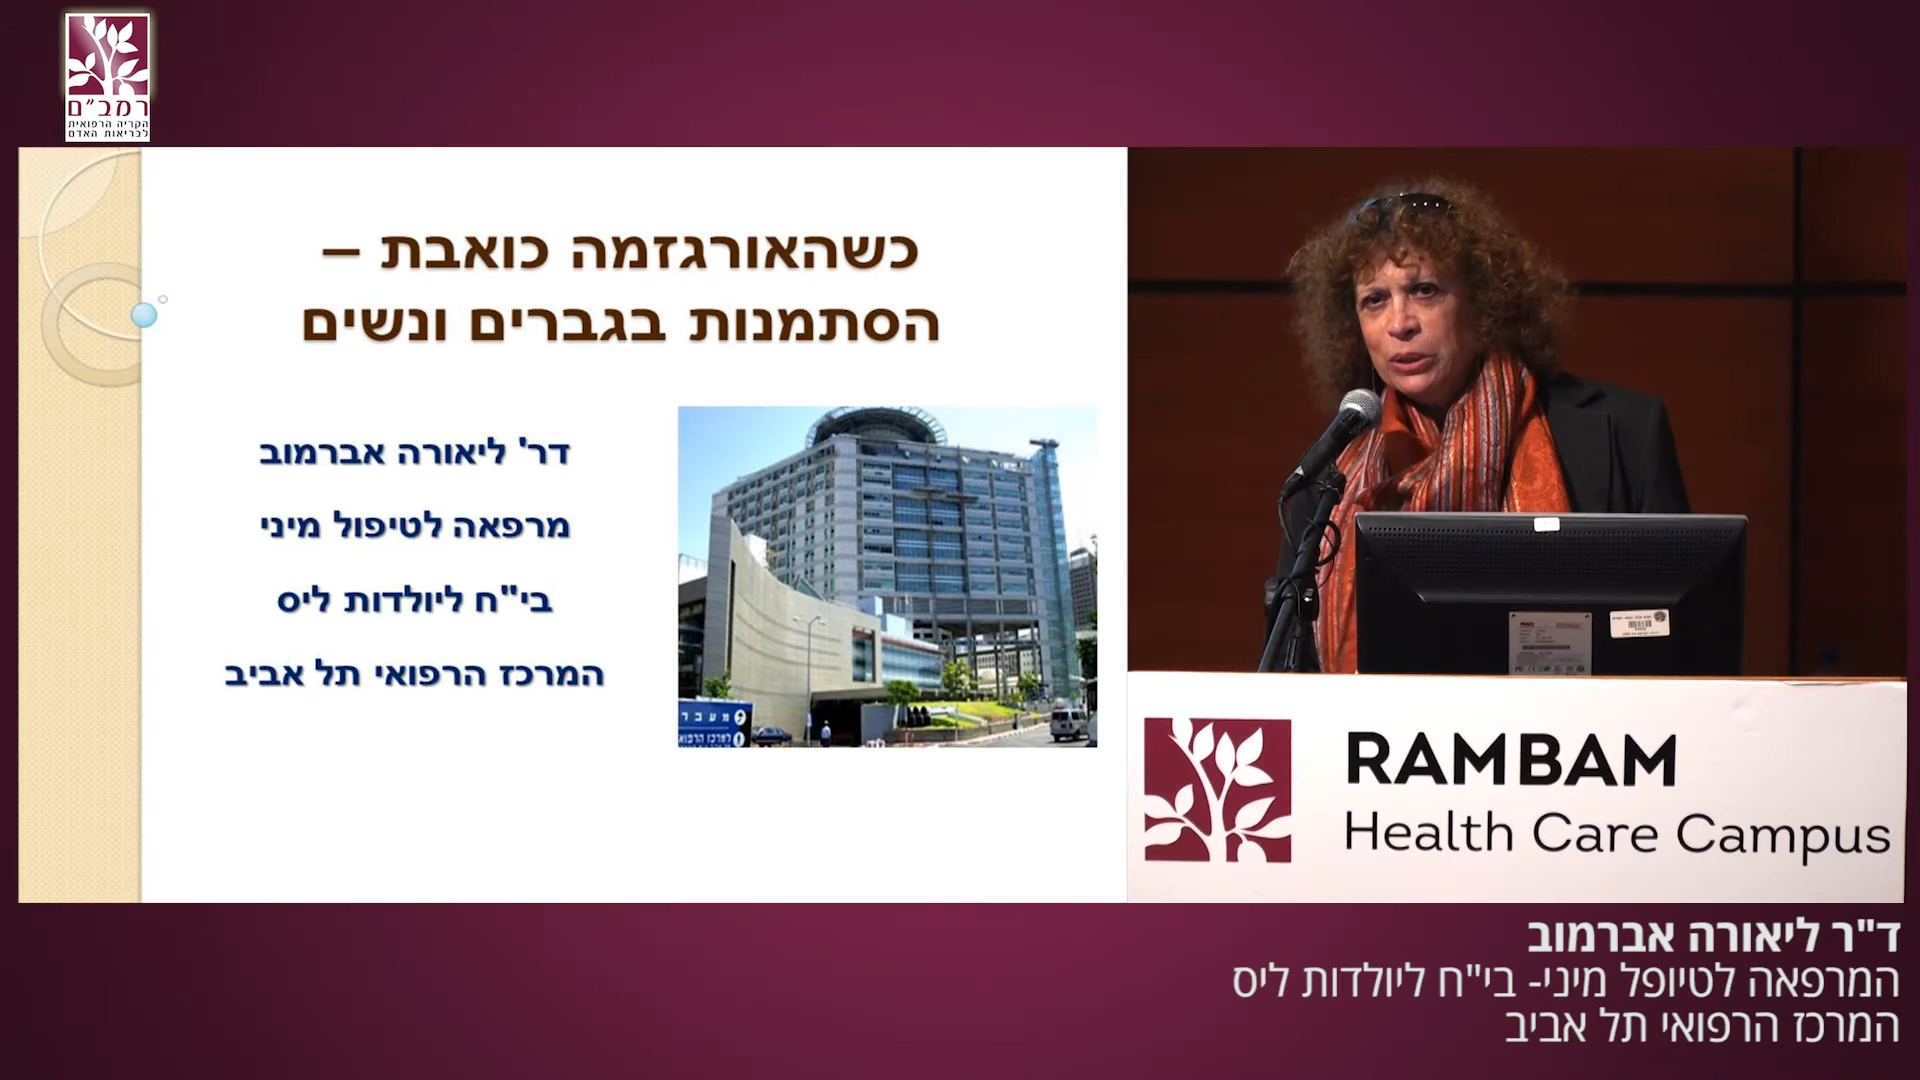 רמב"ם
הקריה הרפואית
לבריאות האדם
כשהאורגזמה כואבת –
הסתמנות בגברים ונשים
דר' ליאורה אברמוב
מרפאה לטיפול מיני
בי"ח ליולדות ליס
המרכז הרפואי תל אביב
RAMBAM
Health Care Campus
ד"ר ליאורה אברמוב
המרפאה לטיופל מיני- בי"ח ליולדות ליס
המרכז הרפואי תל אביב